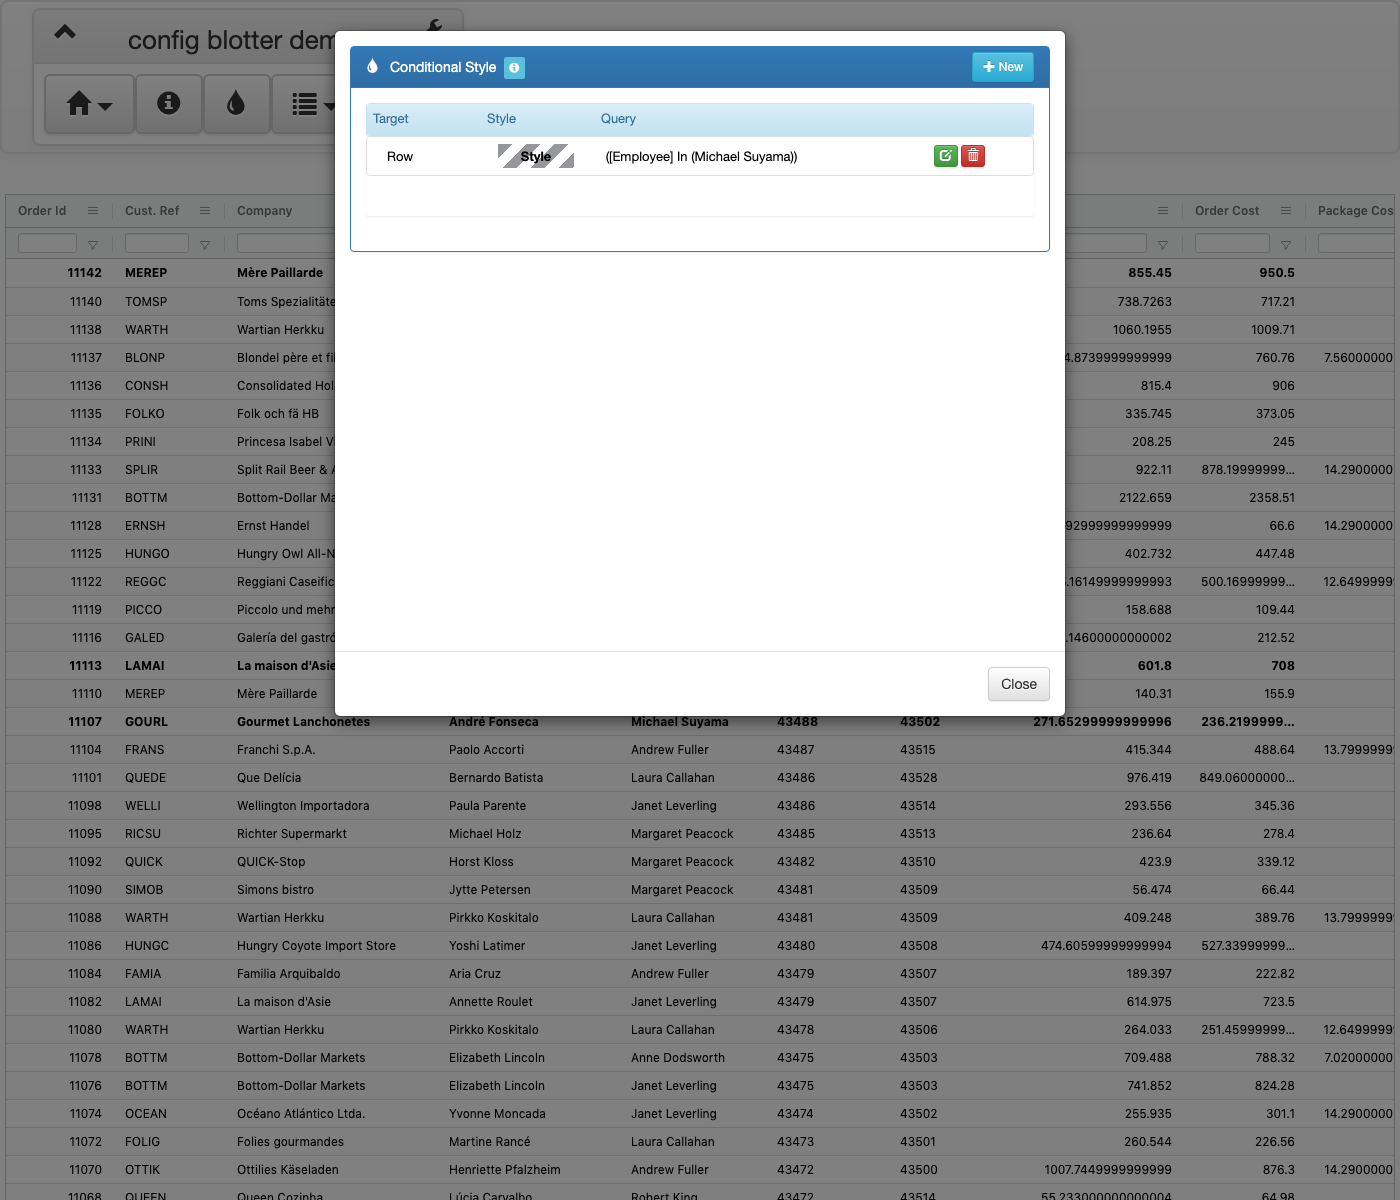 config blotter dem
Conditional Style
New
Target Style Query
Row Style ([Employee] In (Michael Suyama))
Close
Order Id Cust. Ref Company Order Cost Package Cos
11142 MEREP Mère Paillarde 855.45 950.5
11140 TOMSP Toms Spezialitäte 738.7263 717.21
11138 WARTH Wartian Herkku 1060.1955 1009.71
11137 BLONP Blondel père et fil 4.8739999999999 760.76 7.56000000
11136 CONSH Consolidated Hol 815.4 906
11135 FOLKO Folk och fä HB 335.745 373.05
11134 PRINI Princesa Isabel Vi 208.25 245
11133 SPLIR Split Rail Beer & A 922.11 878.19999999... 14.2900000
11131 BOTTM Bottom-Dollar Ma 2122.659 2358.51
11128 ERNSH Ernst Handel 92999999999999 66.6 14.2900000
11125 HUNGO Hungry Owl All-N 402.732 447.48
11122 REGGC Reggiani Caseific .16149999999993 500.16999999... 12.6499999
11119 PICCO Piccolo und mehr 158.688 109.44
11116 GALED Galería del gastró .14600000000002 212.52
11113 LAMAI La maison d'Asie 601.8 708
11110 MEREP Mère Paillarde 140.31 155.9
11107 GOURL Gourmet Lanchonetes André Fonseca Michael Suyama 43488 43502 271.65299999999996 236.2199999...
11104 FRANS Franchi S.p.A. Paolo Accorti Andrew Fuller 43487 43515 415.344 488.64 13.7999999
11101 QUEDE Que Delícia Bernardo Batista Laura Callahan 43486 43528 976.419 849.06000000...
11098 WELLI Wellington Importadora Paula Parente Janet Leverling 43486 43514 293.556 345.36
11095 RICSU Richter Supermarkt Michael Holz Margaret Peacock 43485 43513 236.64 278.4
11092 QUICK QUICK-Stop Horst Kloss Margaret Peacock 43482 43510 423.9 339.12
11090 SIMOB Simons bistro Jytte Petersen Margaret Peacock 43481 43509 56.474 66.44
11088 WARTH Wartian Herkku Pirkko Koskitalo Laura Callahan 43481 43509 409.248 389.76 13.7999999
11086 HUNGC Hungry Coyote Import Store Yoshi Latimer Janet Leverling 43480 43508 474.60599999999994 527.33999999...
11084 FAMIA Familia Arquibaldo Aria Cruz Andrew Fuller 43479 43507 189.397 222.82
11082 LAMAI La maison d'Asie Annette Roulet Janet Leverling 43479 43507 614.975 723.5
11080 WARTH Wartian Herkku Pirkko Koskitalo Laura Callahan 43478 43506 264.033 251.45999999... 12.6499999
11078 BOTTM Bottom-Dollar Markets Elizabeth Lincoln Anne Dodsworth 43475 43503 709.488 788.32 7.02000000
11076 BOTTM Bottom-Dollar Markets Elizabeth Lincoln Janet Leverling 43475 43503 741.852 824.28
11074 OCEAN Océano Atlántico Ltda. Yvonne Moncada Janet Leverling 43474 43502 255.935 301.1 14.2900000
11072 FOLIG Folies gourmandes Martine Rancé Laura Callahan 43473 43501 260.544 226.56
11070 OTTIK Ottilies Käseladen Henriette Pfalzheim Andrew Fuller 43472 43500 1007.7449999999999 876.3 14.2900000
11068 QUEEN Queen Cozinha Lúcia Carvalho Robert King 43472 43514 55.233000000000004 64.98